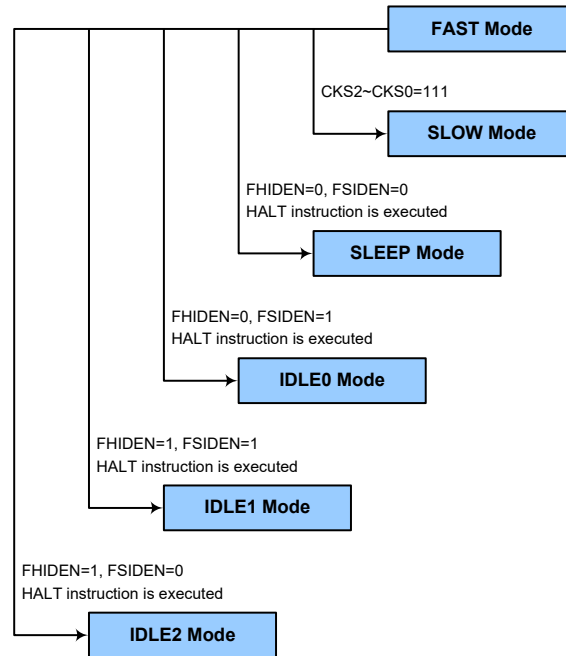 FAST Mode
CKS2~CKS0=111
SLOW Mode
FHIDEN=0, FSIDEN=0
HALT instruction is executed
SLEEP Mode
FHIDEN=0, FSIDEN=1
HALT instruction is executed
IDLE0 Mode
FHIDEN=1, FSIDEN=1
HALT instruction is executed
IDLE1 Mode
FHIDEN=1, FSIDEN=0
HALT instruction is executed
IDLE2 Mode